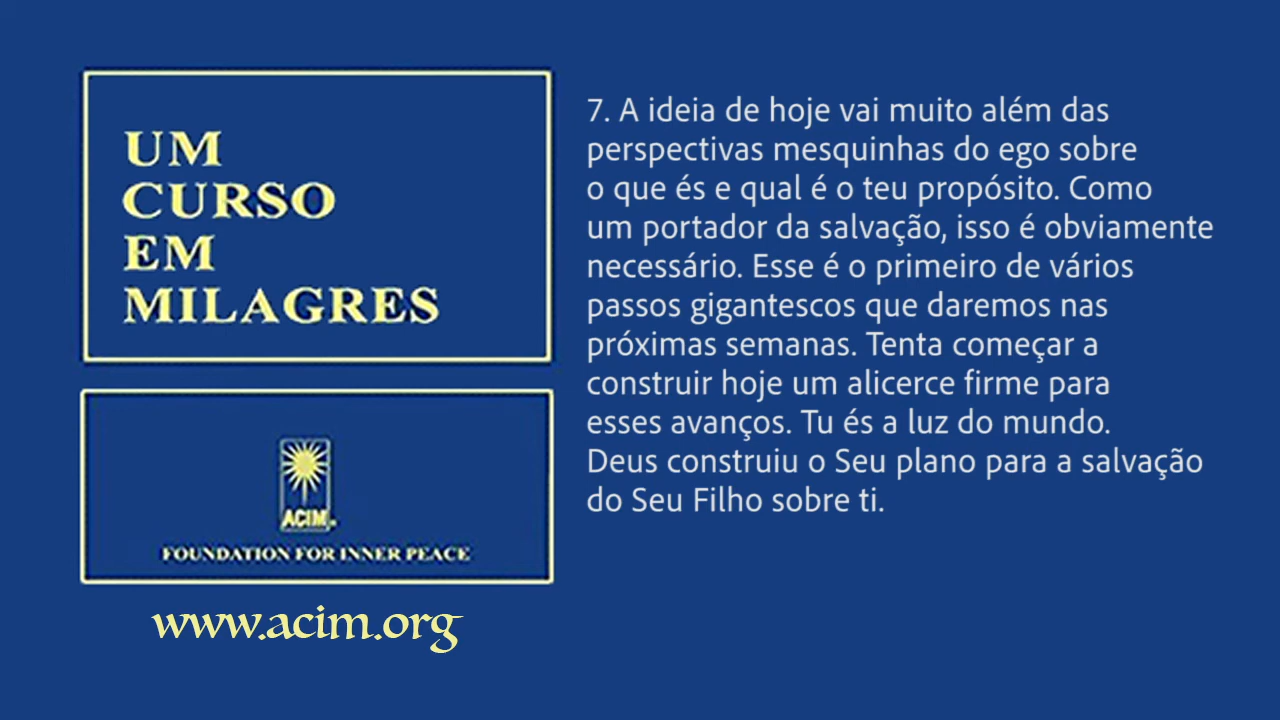 UM
CURSO
EM
MILAGRES
ACIM®
FOUNDATION FOR INNER PEACE
www.acim.org
7. A ideia de hoje vai muito além das
perspectivas mesquinhas do ego sobre
o que és e qual é o teu propósito. Como
um portador da salvação, isso é obviamente
necessário. Esse é o primeiro de vários
passos gigantescos que daremos nas
próximas semanas. Tenta começar a
construir hoje um alicerce firme para
esses avanços. Tu és a luz do mundo.
Deus construiu o Seu plano para a salvação
do Seu Filho sobre ti.